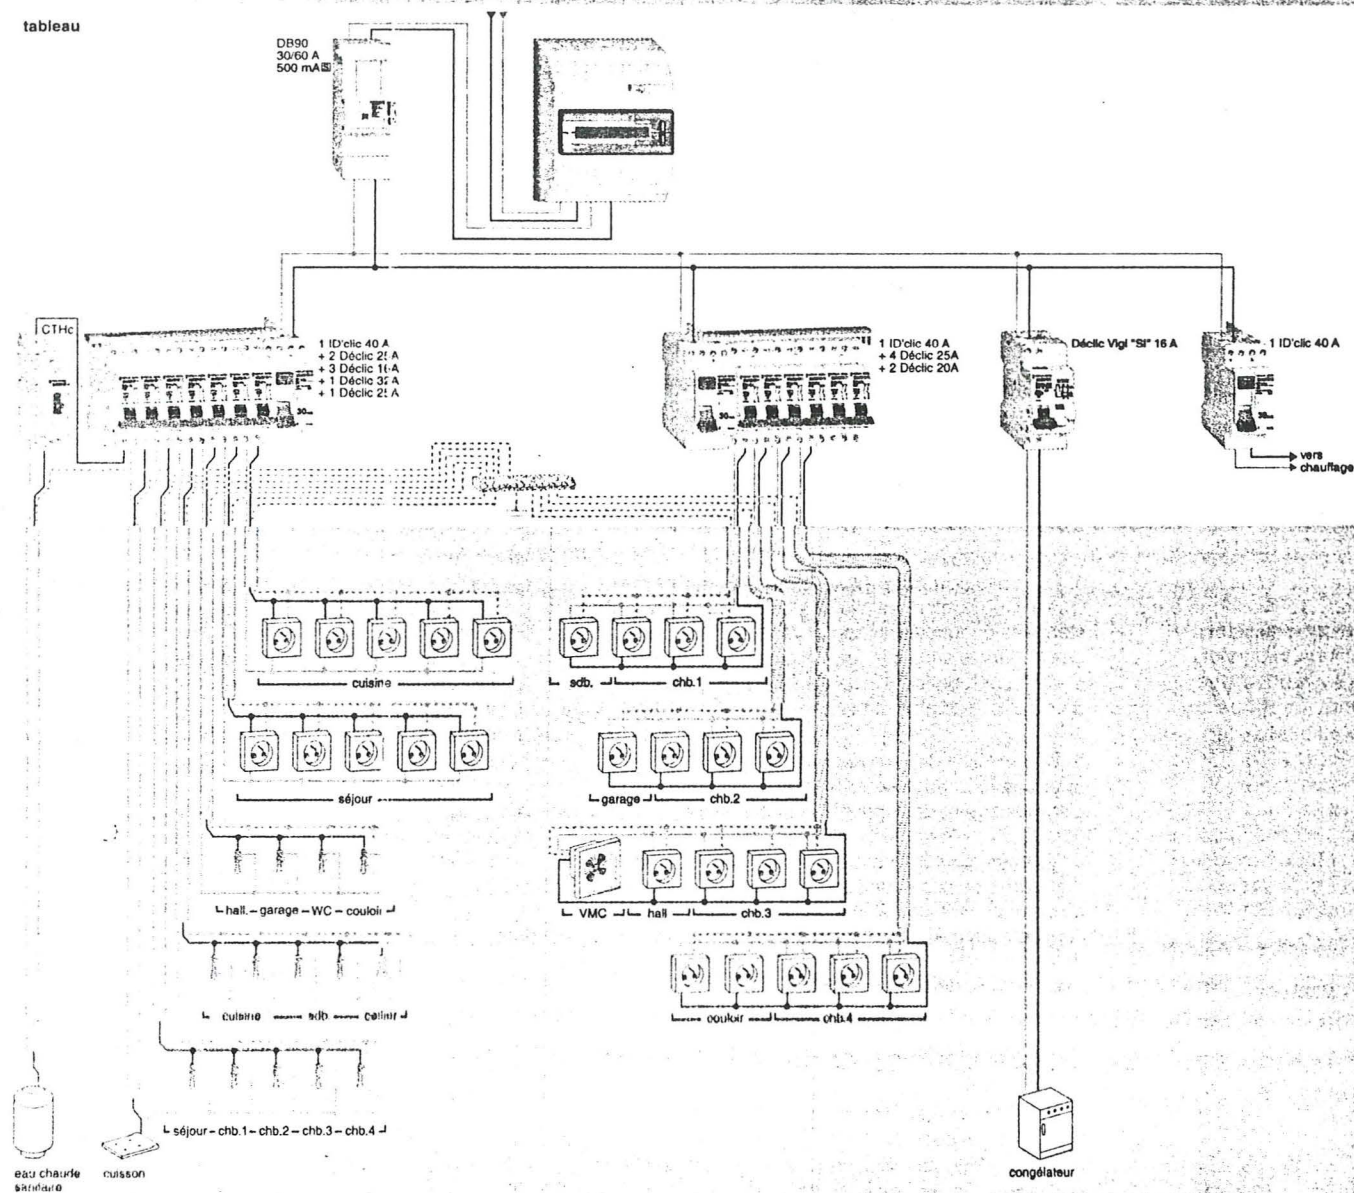 tableau
DB90
30/60 A
500 mA S
CTHc
1 ID'clic 40 A
+ 2 Déclic 25 A
+ 3 Déclic 16 A
+ 1 Déclic 32 A
+ 1 Déclic 25 A
30
1 ID'clic 40 A
+ 4 Déclic 25A
+ 2 Déclic 20A
30
Déclic Vigi "SI" 16 A
1 ID'clic 40 A
30
vers
chauffage
cuisine
sdb. chb.1
séjour
garage chb.2
hall. – garage – WC – couloir
VMC hall chb.3
cuisine sdb. cellier
couloir chb.4
séjour – chb.1 – chb.2 – chb.3 – chb.4
eau chaude
sanitaire
cuisson
congélateur